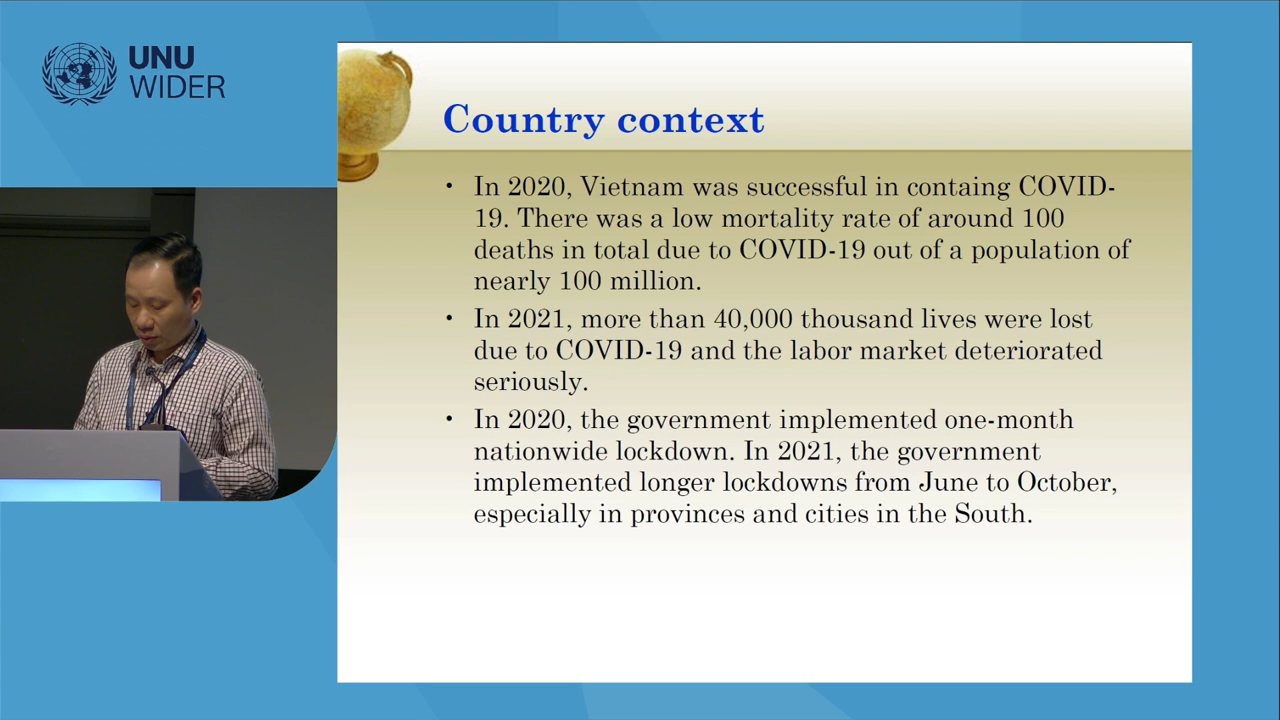 UNU
WIDER
Country context
• In 2020, Vietnam was successful in containg COVID-
19. There was a low mortality rate of around 100
deaths in total due to COVID-19 out of a population of
nearly 100 million.
• In 2021, more than 40,000 thousand lives were lost
due to COVID-19 and the labor market deteriorated
seriously.
• In 2020, the government implemented one-month
nationwide lockdown. In 2021, the government
implemented longer lockdowns from June to October,
especially in provinces and cities in the South.